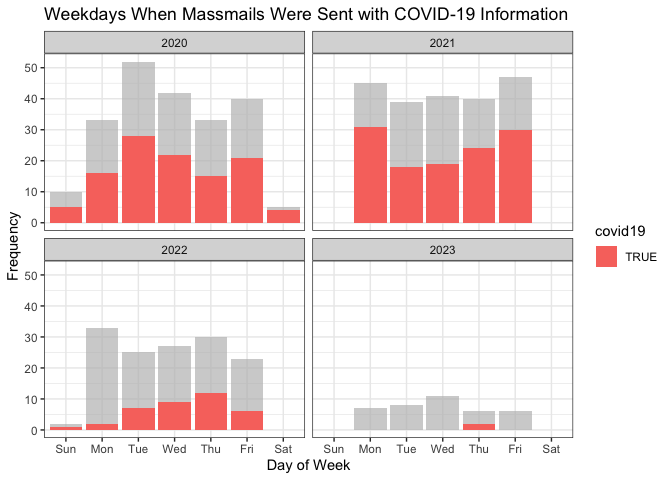 Weekdays When Massmails Were Sent with COVID-19 Information
2020 2021
50
40
30
20
10
0
2022 2023
50
40
30
20
10
0
Sun Mon Tue Wed Thu Fri Sat Sun Mon Tue Wed Thu Fri Sat
Day of Week
Frequency
covid19
TRUE